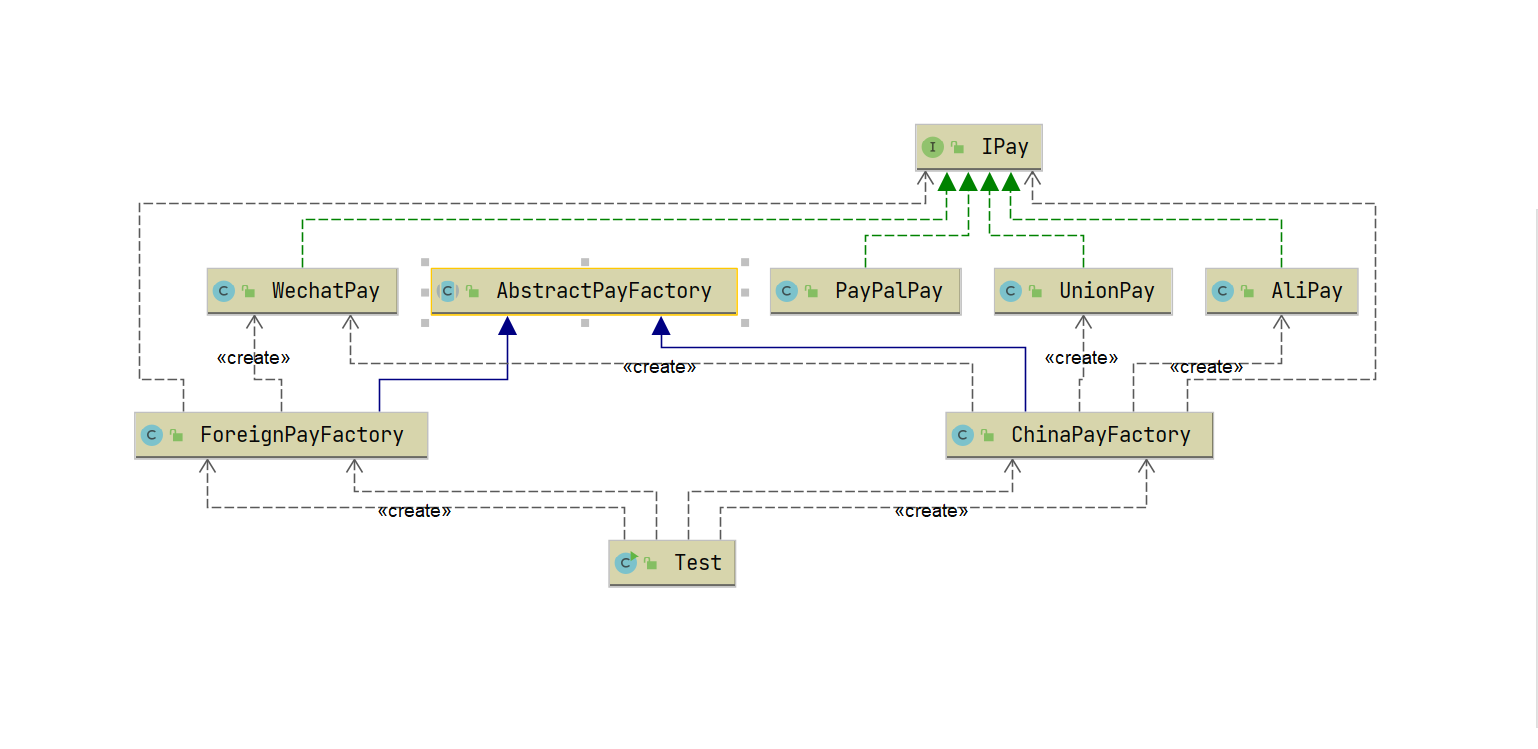 IPay
WechatPay
AbstractPayFactory
PayPalPay
UnionPay
AliPay
«create»
«create»
«create»
«create»
ForeignPayFactory
ChinaPayFactory
«create»
«create»
Test